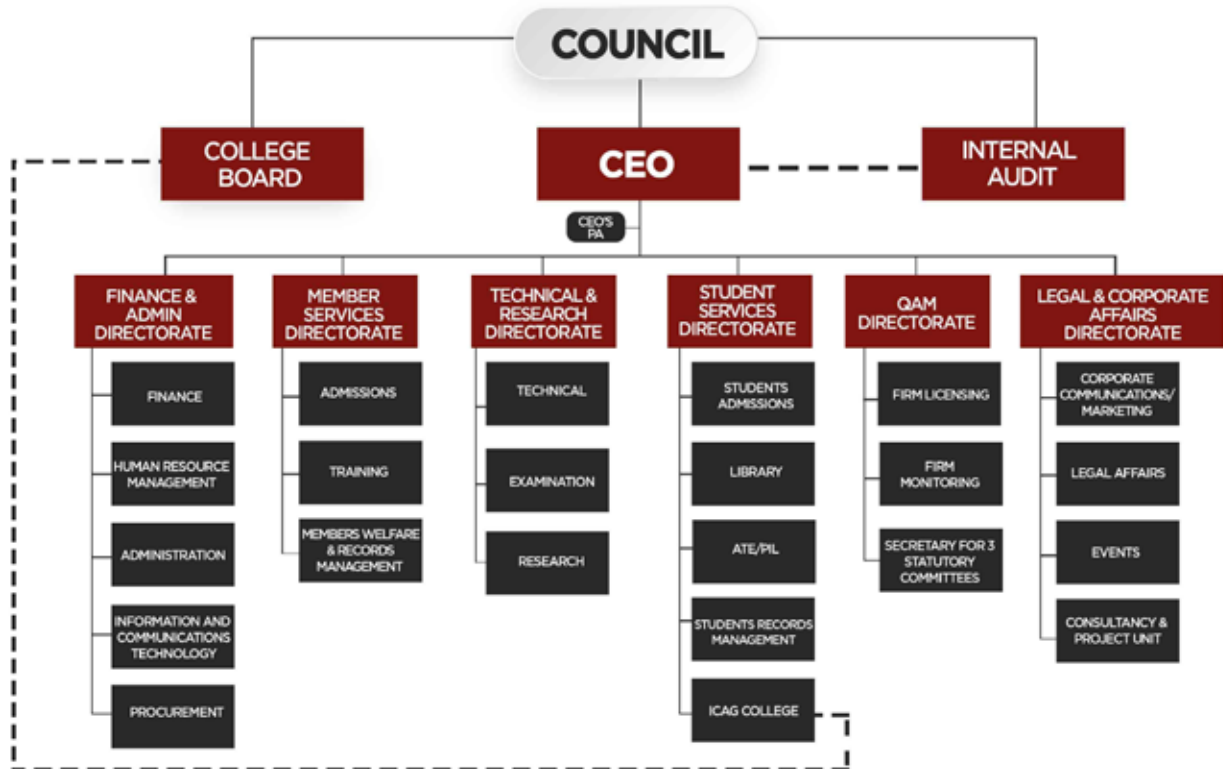 COUNCIL
COLLEGE
BOARD
CEO
INTERNAL
AUDIT
CEO'S
PA
FINANCE &
ADMIN
DIRECTORATE
MEMBER
SERVICES
DIRECTORATE
TECHNICAL &
RESEARCH
DIRECTORATE
STUDENT
SERVICES
DIRECTORATE
QAM
DIRECTORATE
LEGAL & CORPORATE
AFFAIRS
DIRECTORATE
FINANCE
HUMAN RESOURCE
MANAGEMENT
ADMINISTRATION
INFORMATION AND
COMMUNICATIONS
TECHNOLOGY
PROCUREMENT
ADMISSIONS
TRAINING
MEMBERS WELFARE
& RECORDS
MANAGEMENT
TECHNICAL
EXAMINATION
RESEARCH
STUDENTS
ADMISSIONS
LIBRARY
ATE/PIL
STUDENTS RECORDS
MANAGEMENT
ICAG COLLEGE
FIRM LICENSING
FIRM
MONITORING
SECRETARY FOR 3
STATUTORY
COMMITTEES
CORPORATE
COMMUNICATIONS/
MARKETING
LEGAL AFFAIRS
EVENTS
CONSULTANCY &
PROJECT UNIT